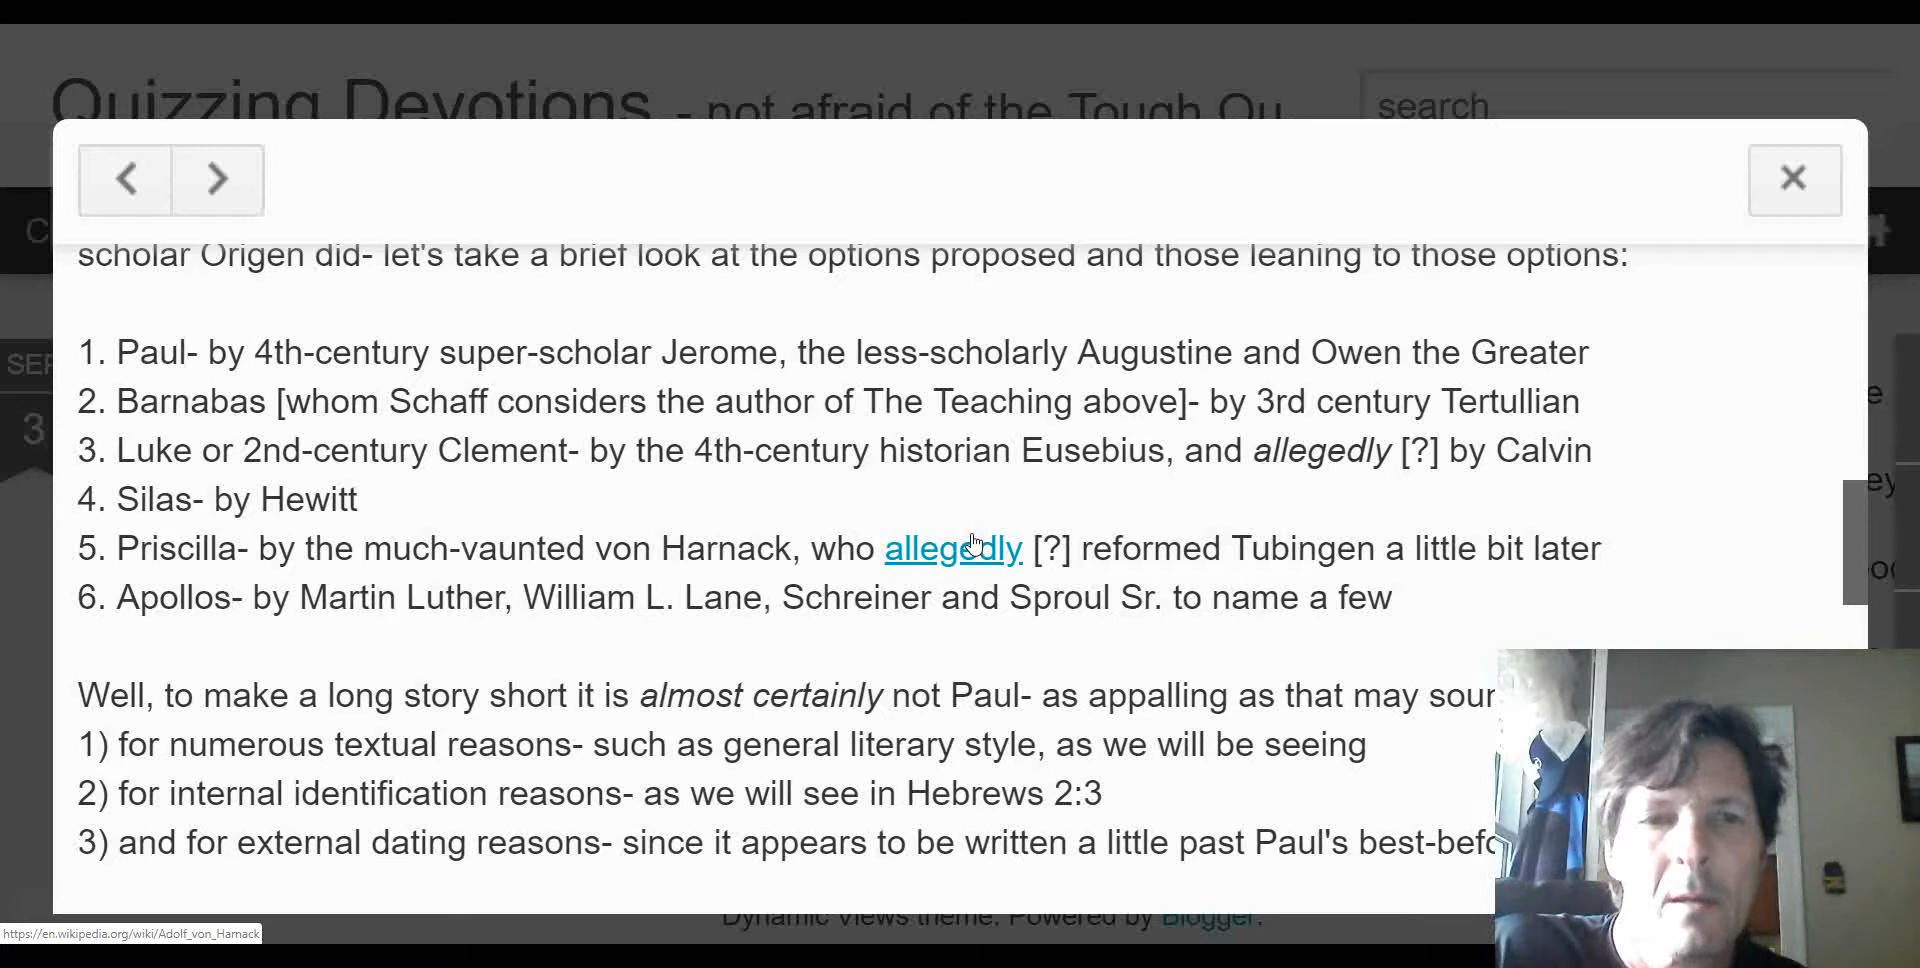 Quizzing Devotions - not afraid of the Tough Qu
search
scholar Origen did- let's take a brief look at the options proposed and those leaning to those options:
1. Paul- by 4th-century super-scholar Jerome, the less-scholarly Augustine and Owen the Greater
2. Barnabas [whom Schaff considers the author of The Teaching above]- by 3rd century Tertullian
3. Luke or 2nd-century Clement- by the 4th-century historian Eusebius, and allegedly [?] by Calvin
4. Silas- by Hewitt
5. Priscilla- by the much-vaunted von Harnack, who allegedly [?] reformed Tubingen a little bit later
6. Apollos- by Martin Luther, William L. Lane, Schreiner and Sproul Sr. to name a few
Well, to make a long story short it is almost certainly not Paul- as appalling as that may soun
1) for numerous textual reasons- such as general literary style, as we will be seeing
2) for internal identification reasons- as we will see in Hebrews 2:3
3) and for external dating reasons- since it appears to be written a little past Paul's best-befo
SEP
3
Dynamic Views theme. Powered by Blogger.
https://en.wikipedia.org/wiki/Adolf_von_Harnack